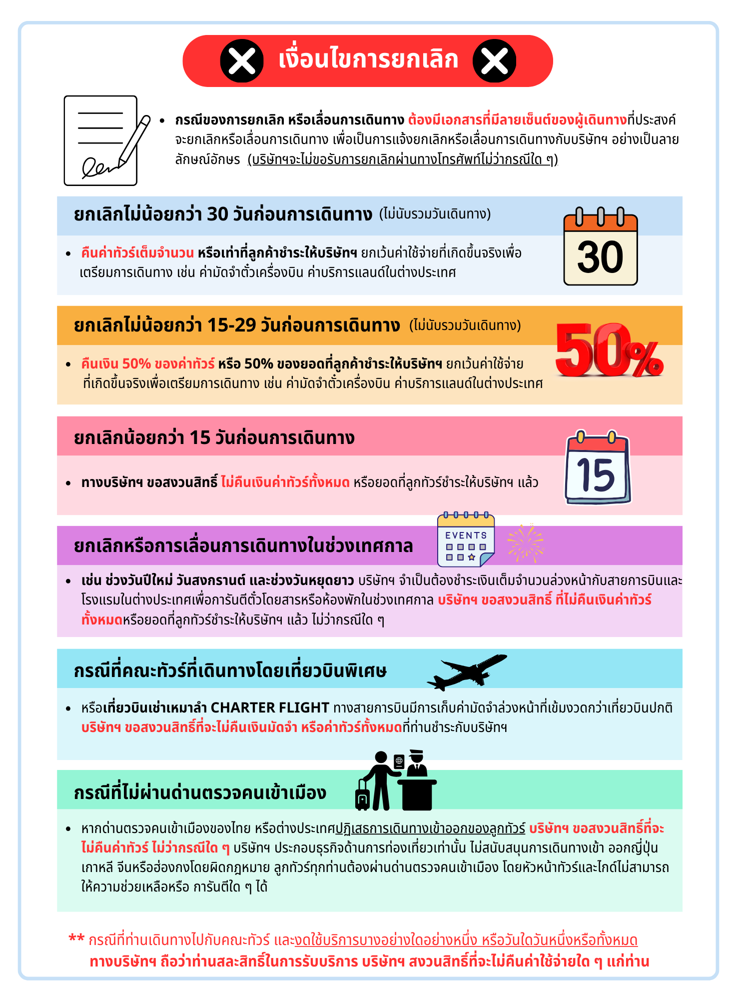 เงื่อนไขการยกเลิก
• กรณีของการยกเลิก หรือเลื่อนการเดินทาง ต้องมีเอกสารที่มีลายเซ็นต์ของผู้เดินทางที่ประสงค์
จะยกเลิกหรือเลื่อนการเดินทาง เพื่อเป็นการแจ้งยกเลิกหรือเลื่อนการเดินทางกับบริษัทฯ อย่างเป็นลาย
ลักษณ์อักษร (บริษัทฯจะไม่ขอรับการยกเลิกผ่านทางโทรศัพท์ไม่ว่ากรณีใด ๆ)
ยกเลิกไม่น้อยกว่า 30 วันก่อนการเดินทาง (ไม่นับรวมวันเดินทาง)
30
• คืนค่าทัวร์เต็มจำนวน หรือเท่าที่ลูกค้าชำระให้บริษัทฯ ยกเว้นค่าใช้จ่ายที่เกิดขึ้นจริงเพื่อ
เตรียมการเดินทาง เช่น ค่ามัดจำตั๋วเครื่องบิน ค่าบริการแลนด์ในต่างประเทศ
ยกเลิกไม่น้อยกว่า 15-29 วันก่อนการเดินทาง (ไม่นับรวมวันเดินทาง)
50%
• คืนเงิน 50% ของค่าทัวร์ หรือ 50% ของยอดที่ลูกค้าชำระให้บริษัทฯ ยกเว้นค่าใช้จ่าย
ที่เกิดขึ้นจริงเพื่อเตรียมการเดินทาง เช่น ค่ามัดจำตั๋วเครื่องบิน ค่าบริการแลนด์ในต่างประเทศ
ยกเลิกน้อยกว่า 15 วันก่อนการเดินทาง
15
• ทางบริษัทฯ ขอสงวนสิทธิ์ ไม่คืนเงินค่าทัวร์ทั้งหมด หรือยอดที่ลูกทัวร์ชำระให้บริษัทฯ แล้ว
ยกเลิกหรือการเลื่อนการเดินทางในช่วงเทศกาล
EVENTS
• เช่น ช่วงวันปีใหม่ วันสงกรานต์ และช่วงวันหยุดยาว บริษัทฯ จำเป็นต้องชำระเงินเต็มจำนวนล่วงหน้ากับสายการบินและ
โรงแรมในต่างประเทศเพื่อการันตีตั๋วโดยสารหรือห้องพักในช่วงเทศกาล บริษัทฯ ขอสงวนสิทธิ์ ที่ไม่คืนเงินค่าทัวร์
ทั้งหมดหรือยอดที่ลูกทัวร์ชำระให้บริษัทฯ แล้ว ไม่ว่ากรณีใด ๆ
กรณีที่คณะทัวร์ที่เดินทางโดยเที่ยวบินพิเศษ
• หรือเที่ยวบินเช่าเหมาลำ CHARTER FLIGHT ทางสายการบินมีการเก็บค่ามัดจำล่วงหน้าที่เข้มงวดกว่าเที่ยวบินปกติ
บริษัทฯ ขอสงวนสิทธิ์ที่จะไม่คืนเงินมัดจำ หรือค่าทัวร์ทั้งหมดที่ท่านชำระกับบริษัทฯ
กรณีที่ไม่ผ่านด่านตรวจคนเข้าเมือง
• หากด่านตรวจคนเข้าเมืองของไทย หรือต่างประเทศปฏิเสธการเดินทางเข้าออกของลูกทัวร์ บริษัทฯ ขอสงวนสิทธิ์ที่จะ
ไม่คืนค่าทัวร์ ไม่ว่ากรณีใด ๆ บริษัทฯ ประกอบธุรกิจด้านการท่องเที่ยวเท่านั้น ไม่สนับสนุนการเดินทางเข้า ออกญี่ปุ่น
เกาหลี จีนหรือฮ่องกงโดยผิดกฎหมาย ลูกทัวร์ทุกท่านต้องผ่านด่านตรวจคนเข้าเมือง โดยหัวหน้าทัวร์และไกด์ไม่สามารถ
ให้ความช่วยเหลือหรือ การันตีใด ๆ ได้
** กรณีที่ท่านเดินทางไปกับคณะทัวร์ และงดใช้บริการบางอย่างใดอย่างหนึ่ง หรือวันใดวันหนึ่งหรือทั้งหมด
ทางบริษัทฯ ถือว่าท่านสละสิทธิ์ในการรับบริการ บริษัทฯ สงวนสิทธิ์ที่จะไม่คืนค่าใช้จ่ายใด ๆ แก่ท่าน